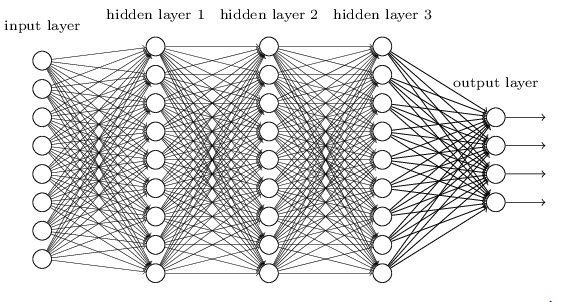 input layer
hidden layer 1
hidden layer 2
hidden layer 3
output layer